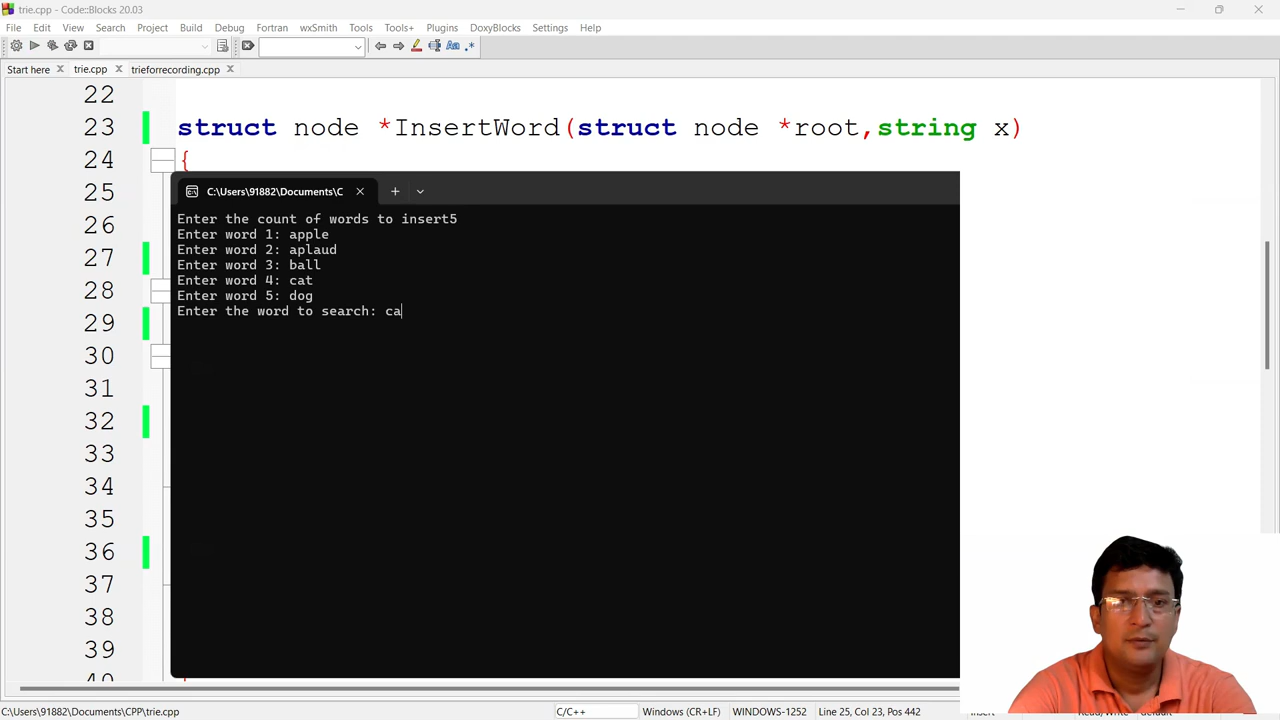 trie.cpp - Code::Blocks 20.03
File Edit View Search Project Build Debug Fortran wxSmith Tools Tools+ Plugins DoxyBlocks Settings Help
Start here trie.cpp trieforrecording.cpp
22
23 struct node *InsertWord(struct node *root,string x)
24 {
25
26
27
28
29
30
31
32
33
34
35
36
37
38
39
40
C:\Users\91882\Documents\C
Enter the count of words to insert5
Enter word 1: apple
Enter word 2: aplaud
Enter word 3: ball
Enter word 4: cat
Enter word 5: dog
Enter the word to search: ca
C:\Users\91882\Documents\CPP\trie.cpp C/C++ Windows (CR+LF) WINDOWS-1252 Line 25, Col 23, Pos 442 Insert Read/Write default